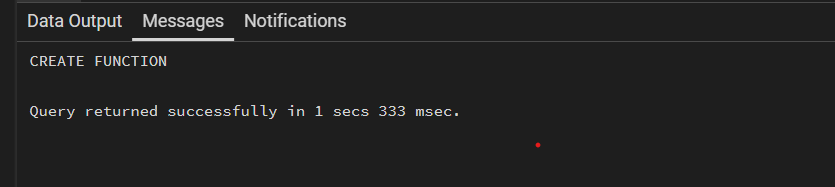 Data Output Messages Notifications
CREATE FUNCTION
Query returned successfully in 1 secs 333 msec.